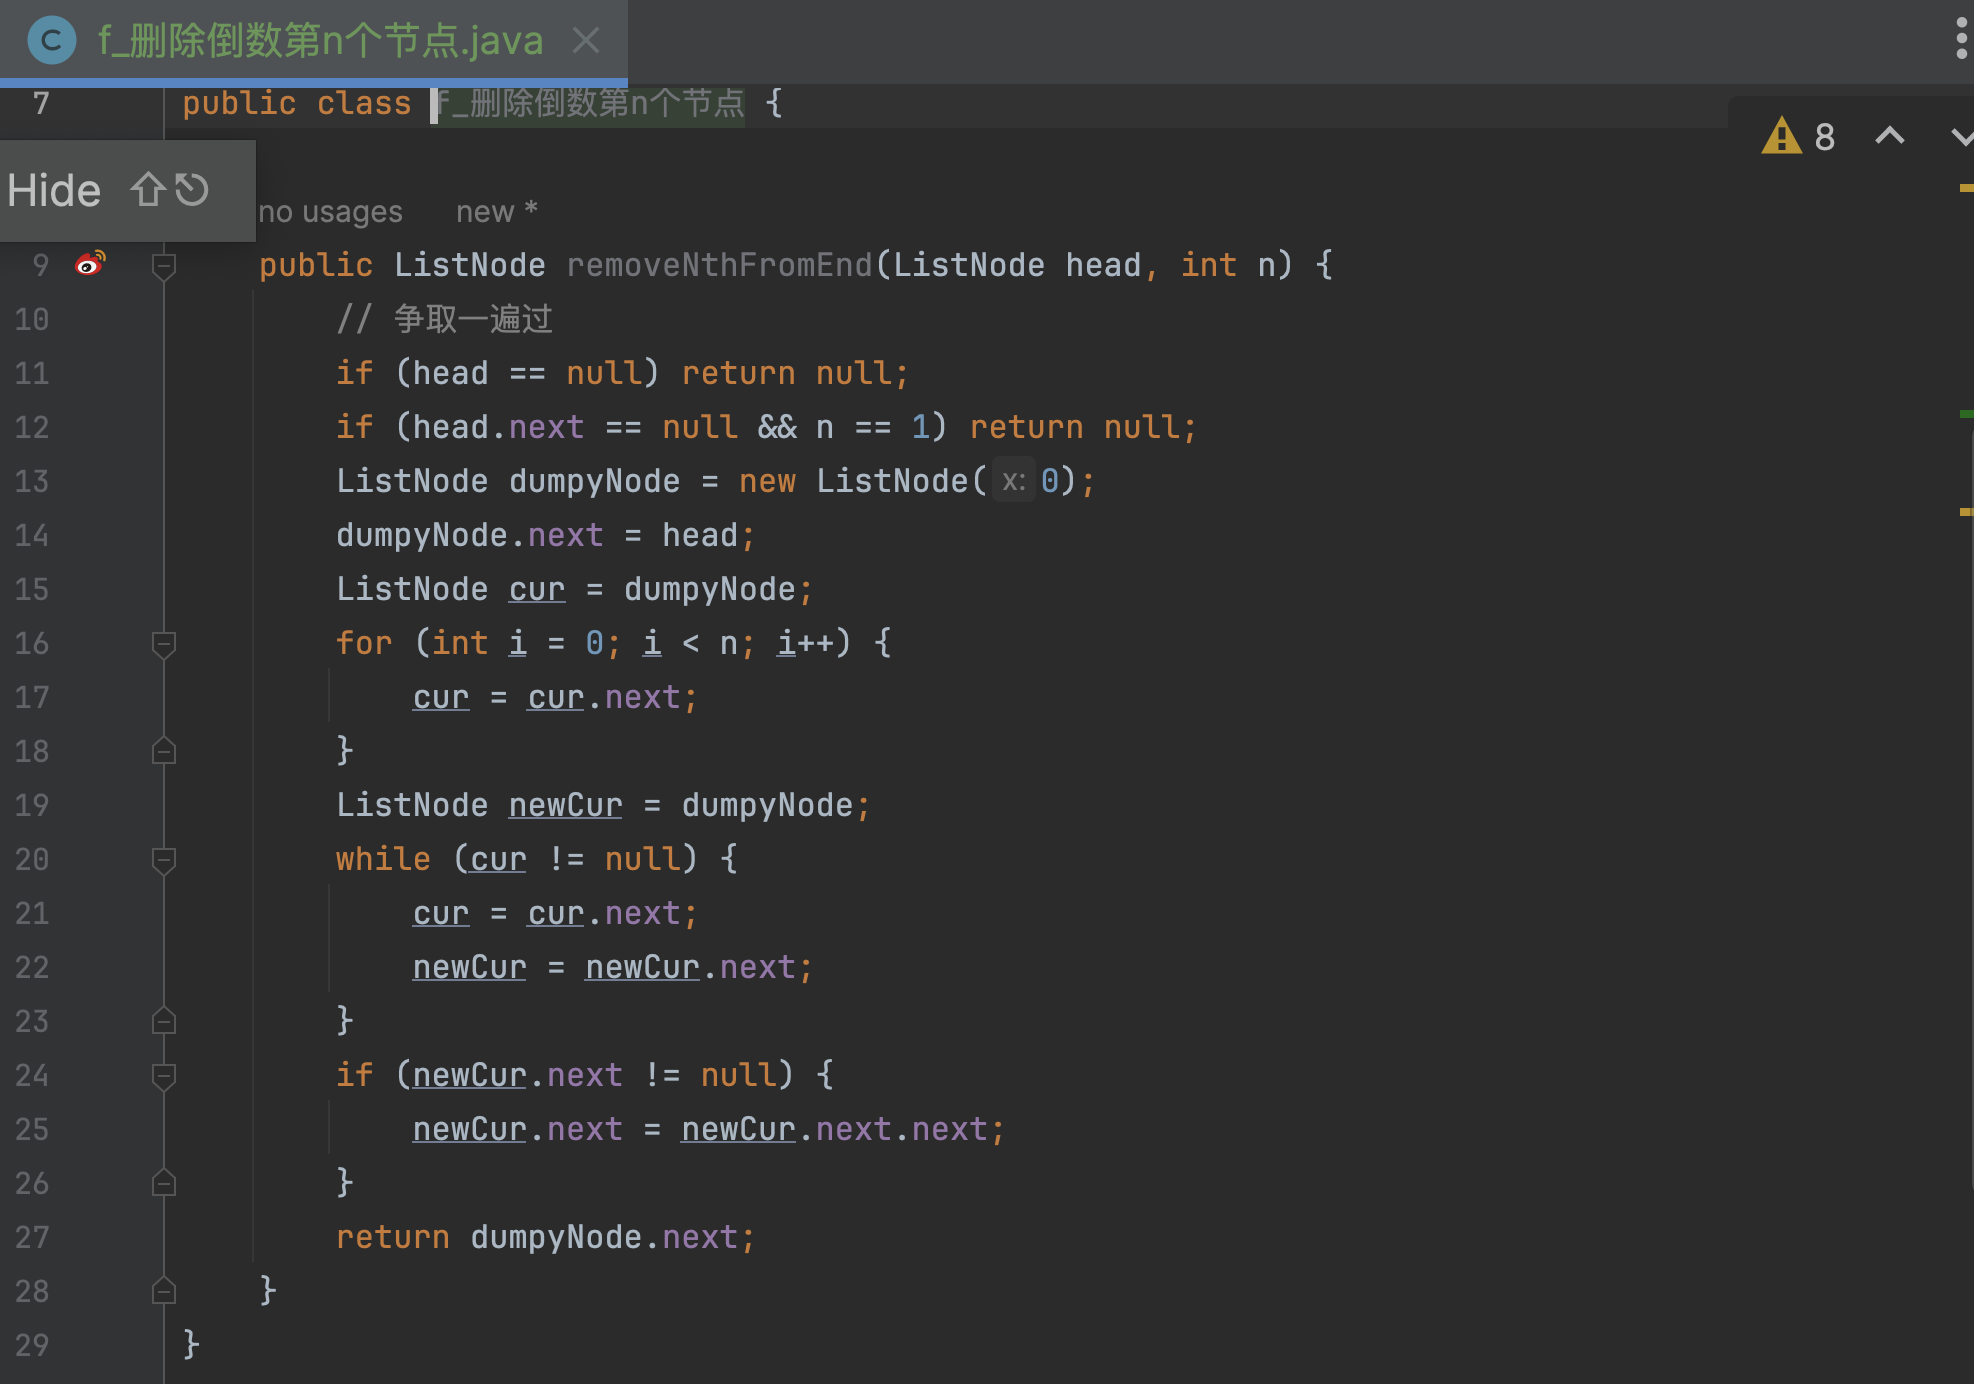 f_删除倒数第n个节点.java
7 public class f_删除倒数第n个节点 {
8
Hide
no usages new *
9 public ListNode removeNthFromEnd(ListNode head, int n) {
10 // 争取一遍过
11 if (head == null) return null;
12 if (head.next == null && n == 1) return null;
13 ListNode dumpyNode = new ListNode( x: 0);
14 dumpyNode.next = head;
15 ListNode cur = dumpyNode;
16 for (int i = 0; i < n; i++) {
17 cur = cur.next;
18 }
19 ListNode newCur = dumpyNode;
20 while (cur != null) {
21 cur = cur.next;
22 newCur = newCur.next;
23 }
24 if (newCur.next != null) {
25 newCur.next = newCur.next.next;
26 }
27 return dumpyNode.next;
28 }
29 }